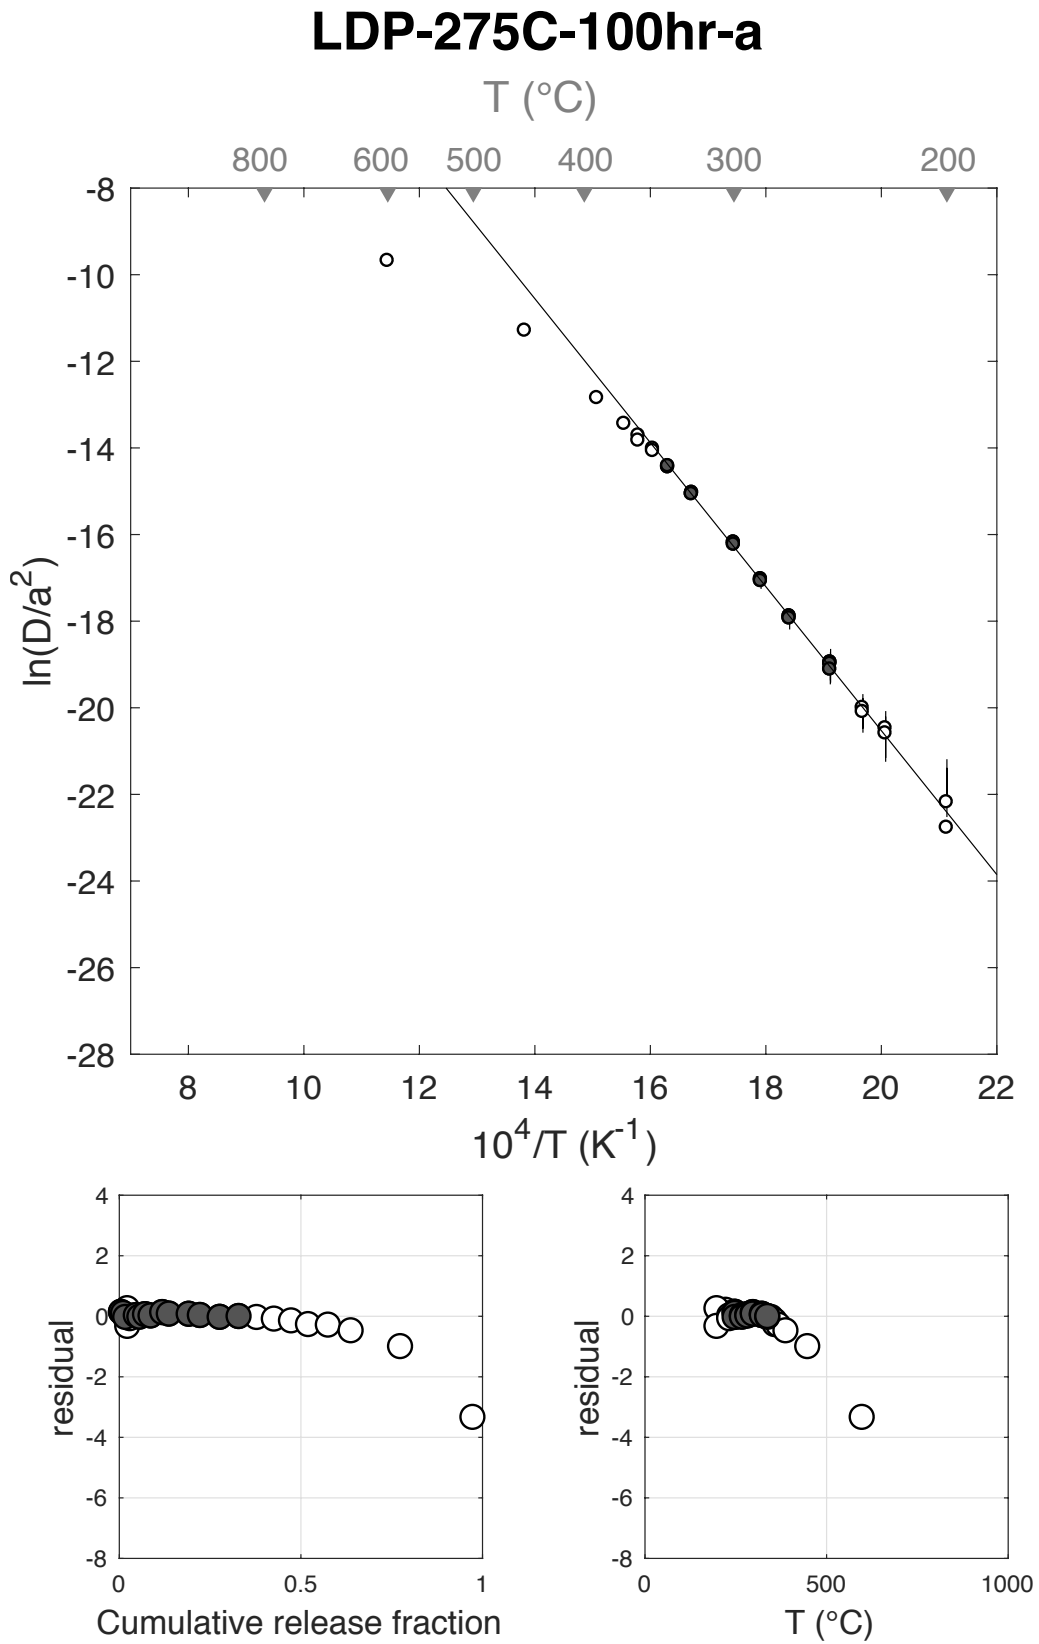 LDP-275C-100hr-a
T (°C)
800 600 500 400 300 200
-8
-10
-12
-14
-16
-18
-20
-22
-24
-26
-28
ln(D/a²)
8 10 12 14 16 18 20 22
10⁴/T (K⁻¹)
4
2
0
-2
-4
-6
-8
residual
0 0.5 1
Cumulative release fraction
4
2
0
-2
-4
-6
-8
residual
0 500 1000
T (°C)